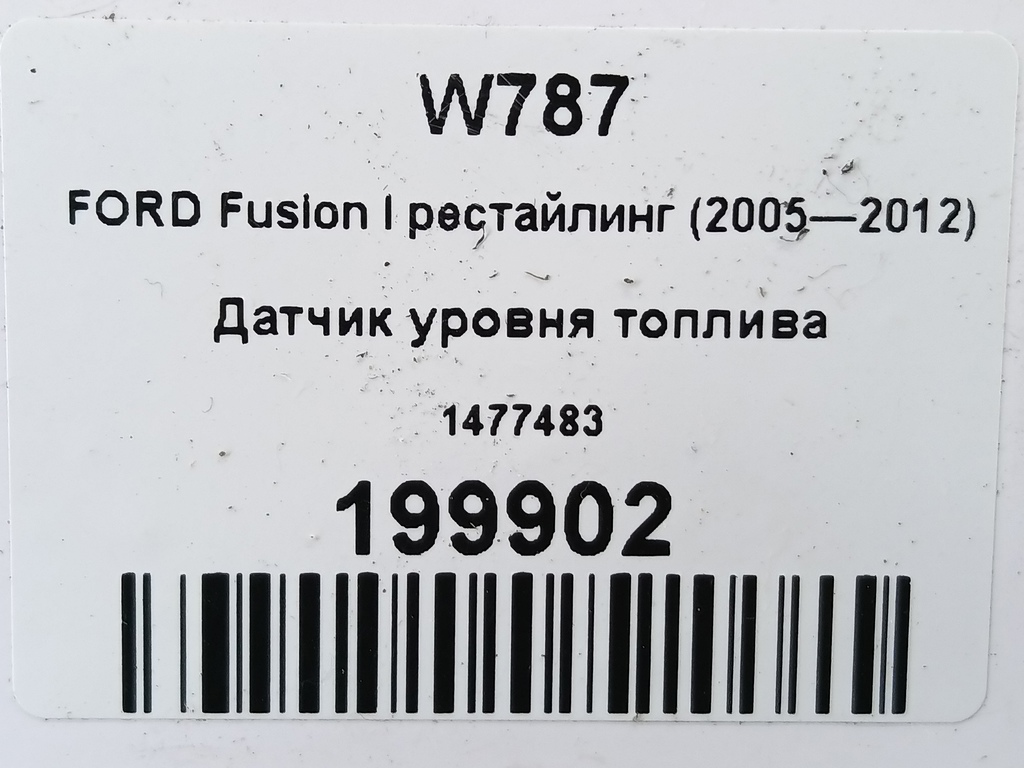 W787
FORD Fusion I рестайлинг (2005—2012)
Датчик уровня топлива
1477483
199902